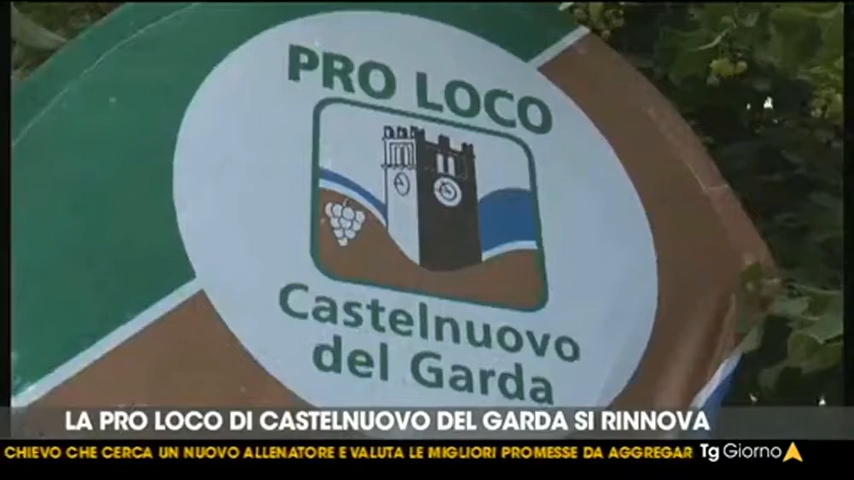 PRO LOCO
Castelnuovo
del Garda
LA PRO LOCO DI CASTELNUOVO DEL GARDA SI RINNOVA
CHIEVO CHE CERCA UN NUOVO ALLENATORE E VALUTA LE MIGLIORI PROMESSE DA AGGREGAR
Tg Giorno